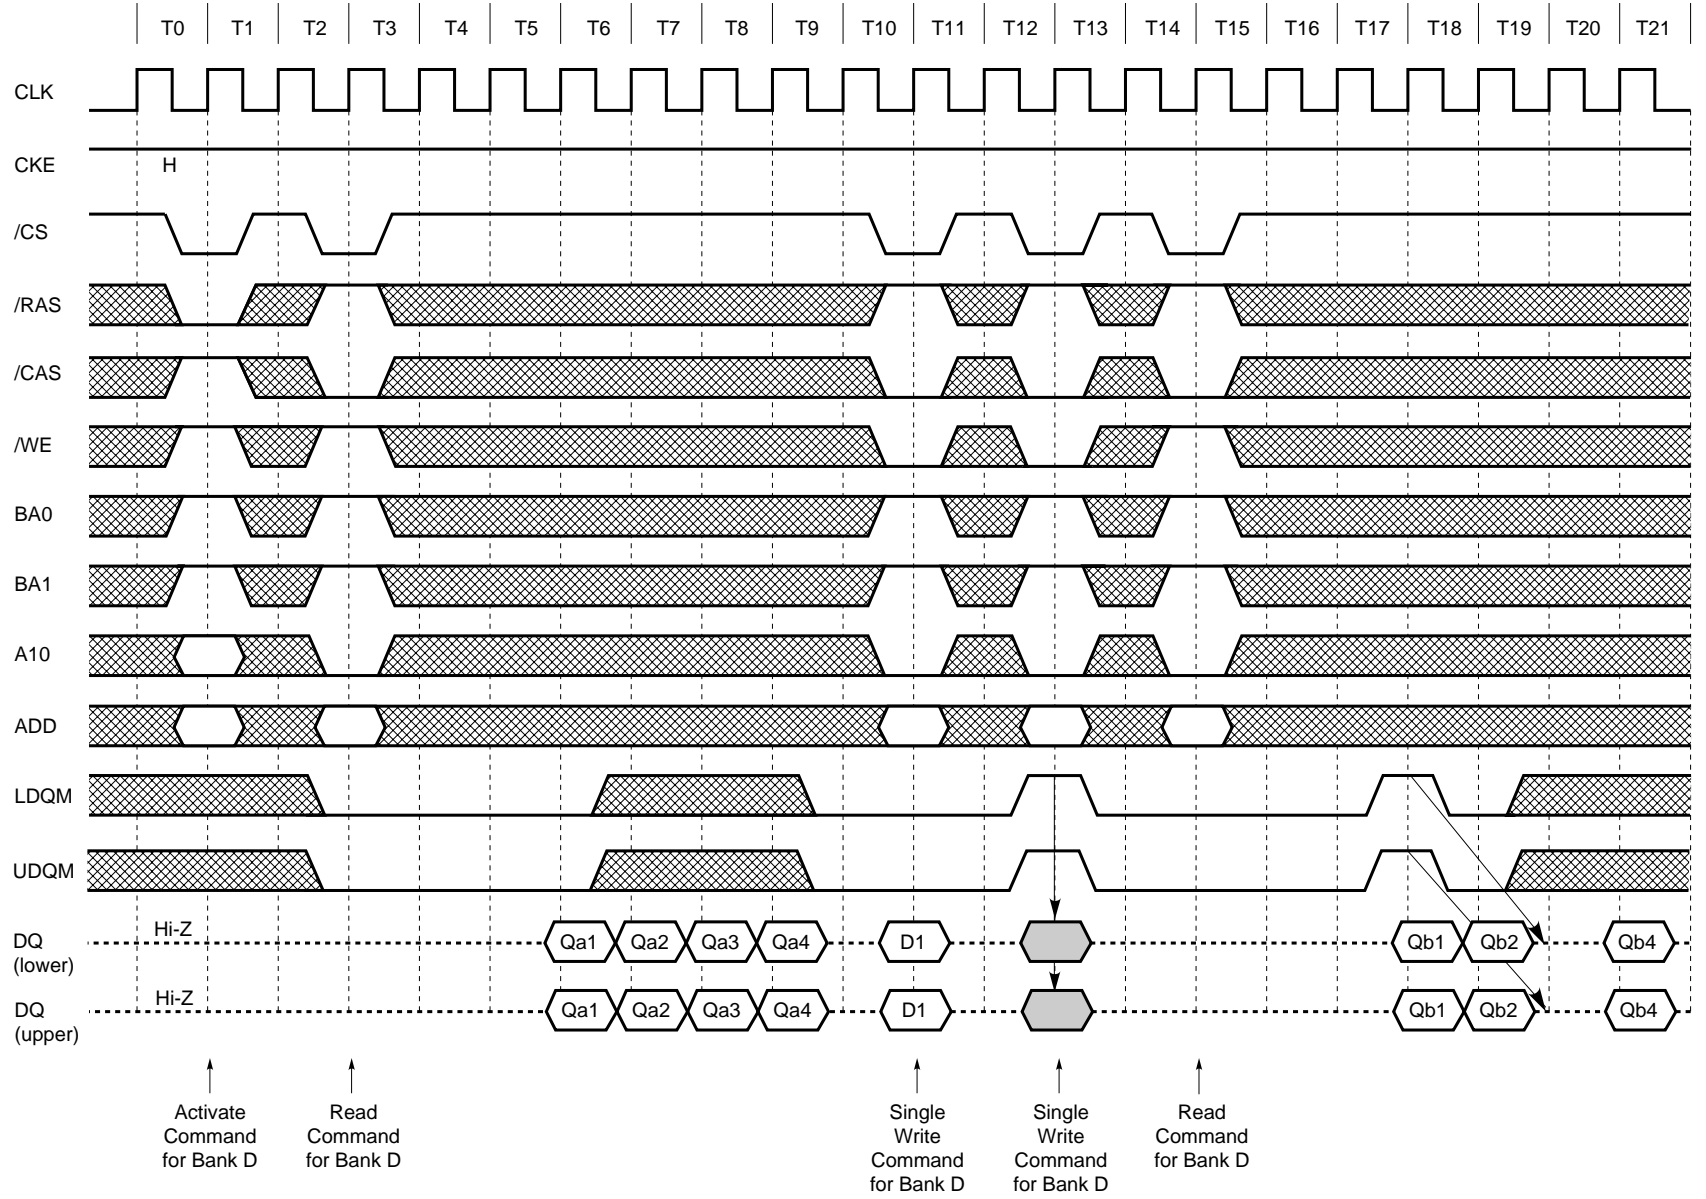 T0 T1 T2 T3 T4 T5 T6 T7 T8 T9 T10 T11 T12 T13 T14 T15 T16 T17 T18 T19 T20 T21
CLK
CKE H
/CS
/RAS
/CAS
/WE
BA0
BA1
A10
ADD
LDQM
UDQM
DQ
(lower)
Hi-Z
Qa1 Qa2 Qa3 Qa4 D1 Qb1 Qb2 Qb4
DQ
(upper)
Hi-Z
Qa1 Qa2 Qa3 Qa4 D1 Qb1 Qb2 Qb4
Activate
Command
for Bank D
Read
Command
for Bank D
Single
Write
Command
for Bank D
Single
Write
Command
for Bank D
Read
Command
for Bank D